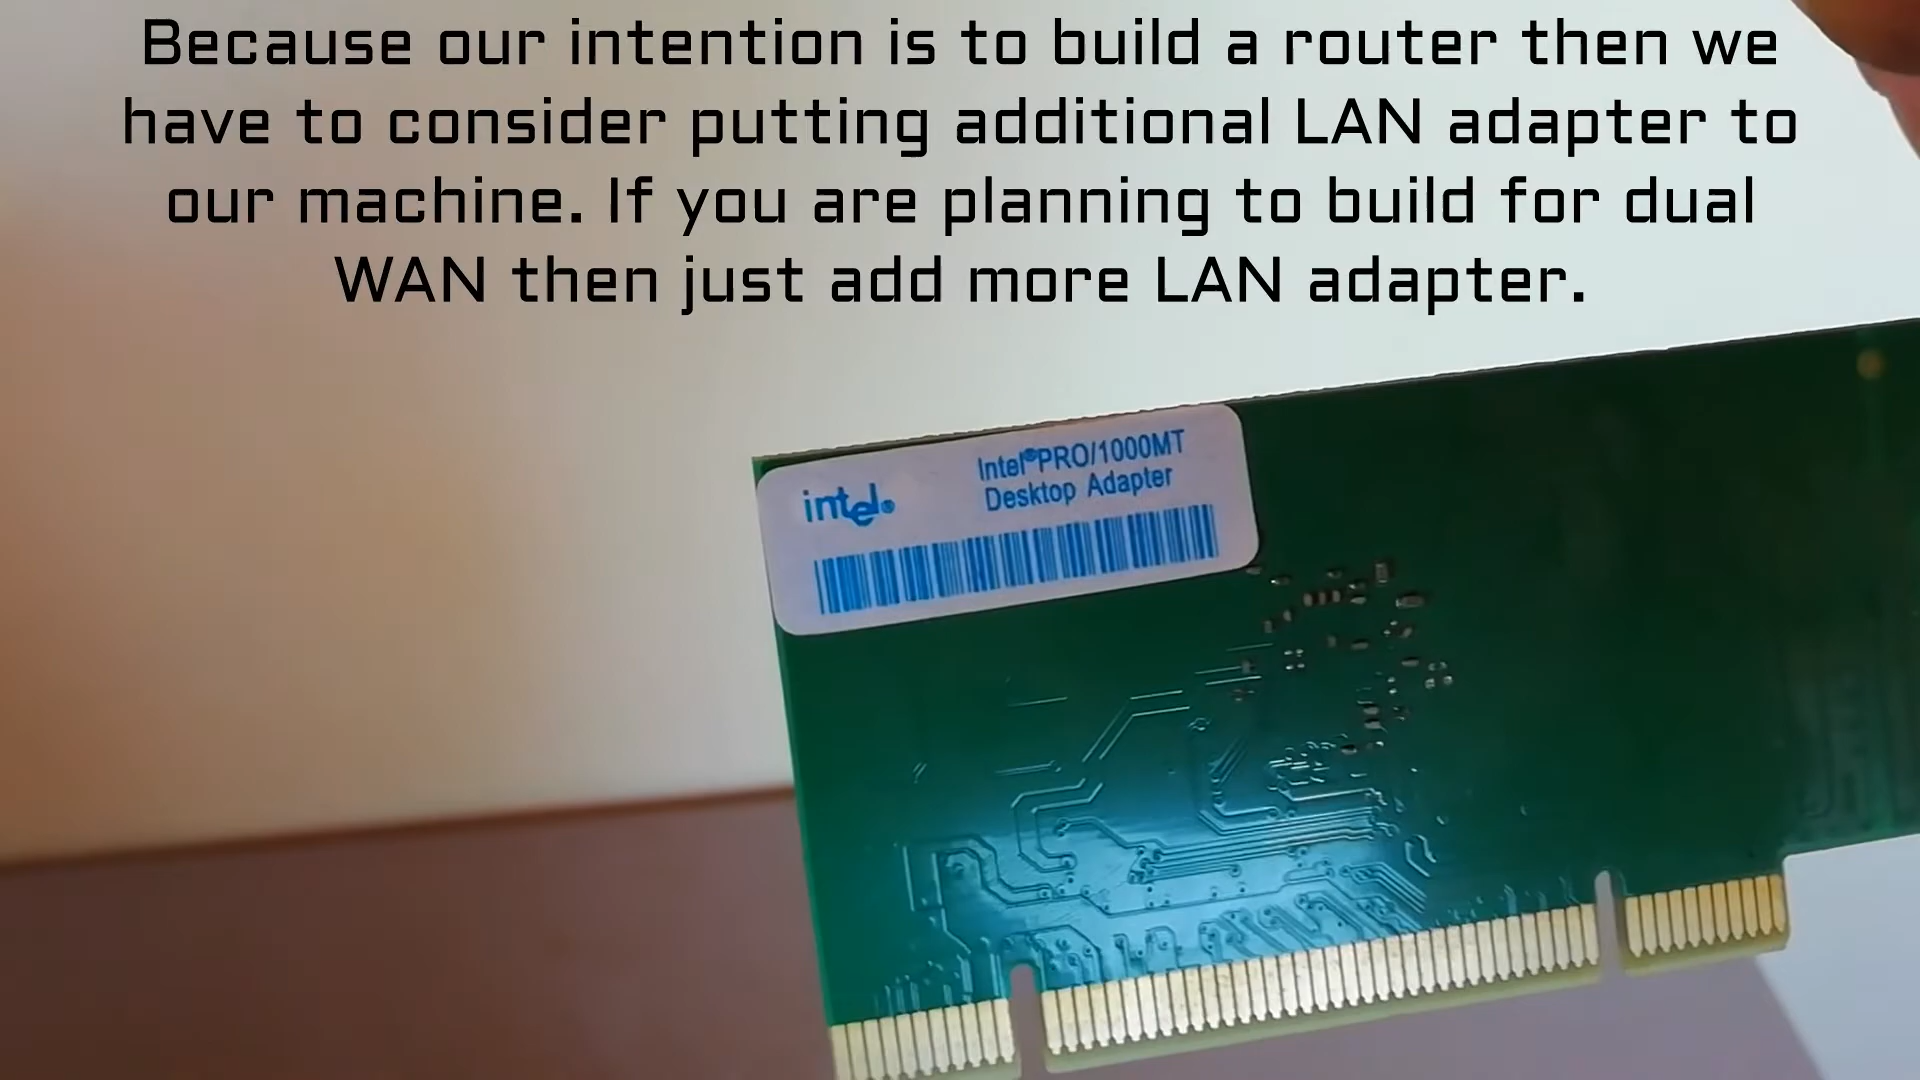 Because our intention is to build a router then we
have to consider putting additional LAN adapter to
our machine. If you are planning to build for dual
WAN then just add more LAN adapter.
intel®
Intel®PRO/1000MT
Desktop Adapter